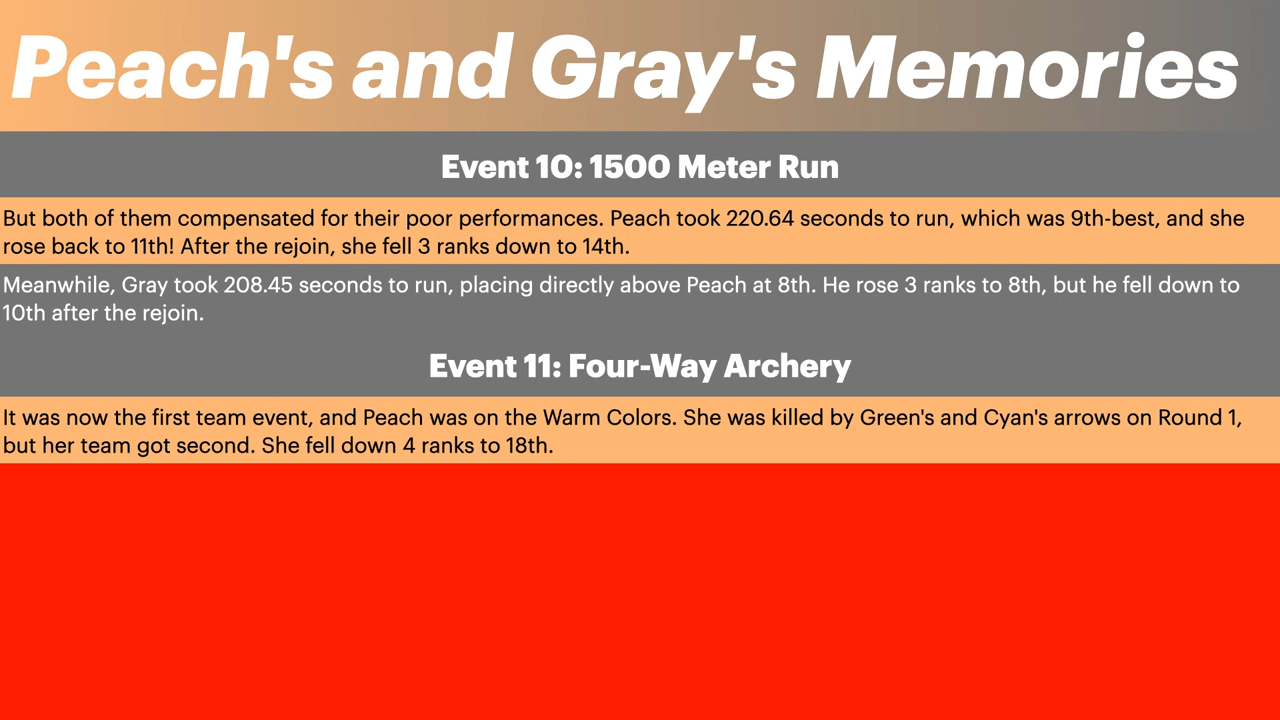 Peach's and Gray's Memories
Event 10: 1500 Meter Run
But both of them compensated for their poor performances. Peach took 220.64 seconds to run, which was 9th-best, and she
rose back to 11th! After the rejoin, she fell 3 ranks down to 14th.
Meanwhile, Gray took 208.45 seconds to run, placing directly above Peach at 8th. He rose 3 ranks to 8th, but he fell down to
10th after the rejoin.
Event 11: Four-Way Archery
It was now the first team event, and Peach was on the Warm Colors. She was killed by Green's and Cyan's arrows on Round 1,
but her team got second. She fell down 4 ranks to 18th.